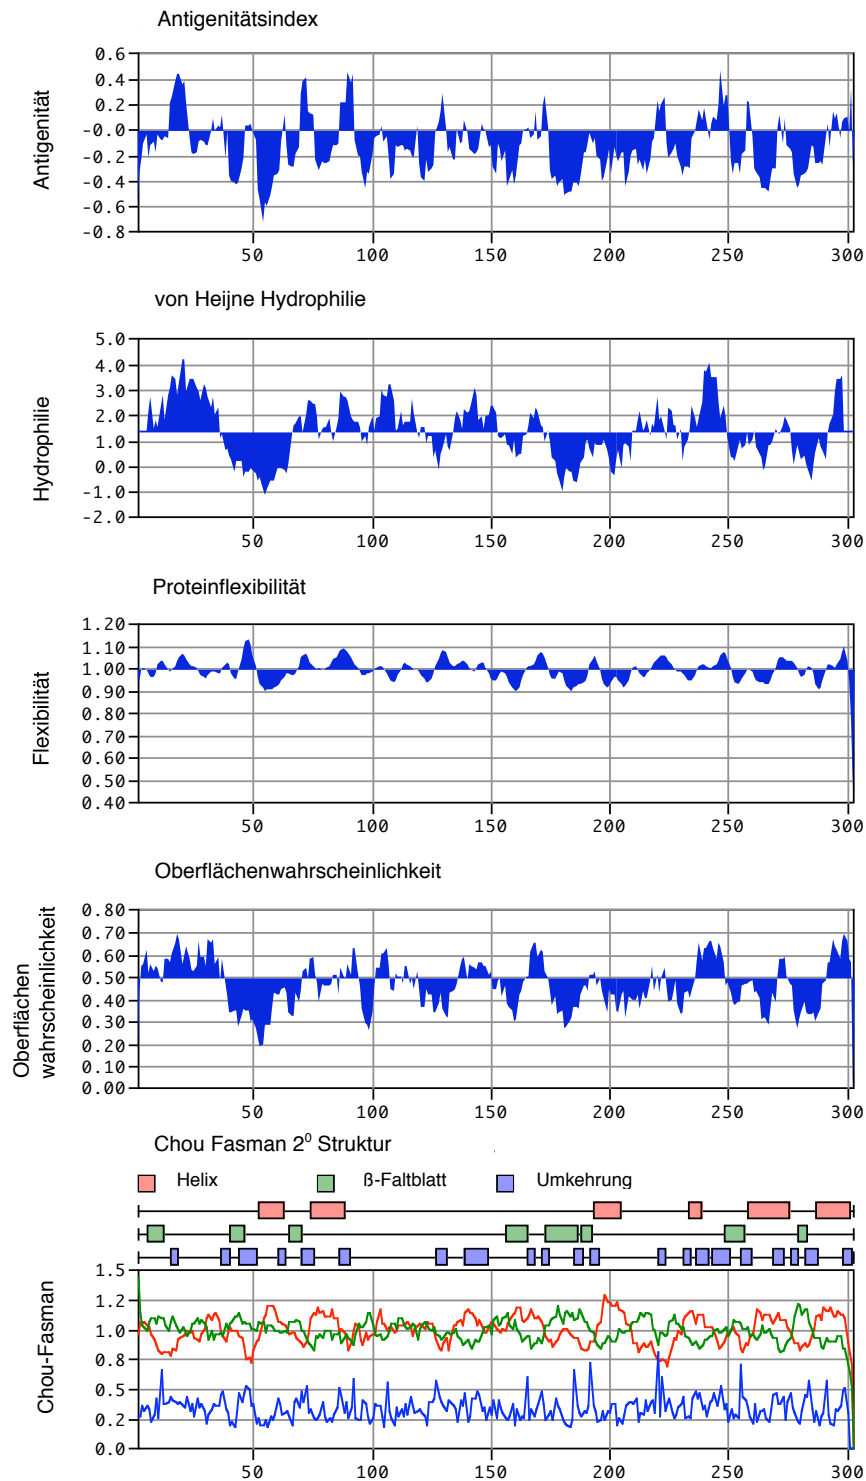 Antigenitätsindex
Antigenität
0.6
0.4
0.2
-0.0
-0.2
-0.4
-0.6
-0.8
50 100 150 200 250 300
von Heijne Hydrophilie
Hydrophilie
5.0
4.0
3.0
2.0
1.0
0.0
-1.0
-2.0
50 100 150 200 250 300
Proteinflexibilität
Flexibilität
1.20
1.10
1.00
0.90
0.80
0.70
0.60
0.50
0.40
50 100 150 200 250 300
Oberflächenwahrscheinlichkeit
Oberflächen
wahrscheinlichkeit
0.80
0.70
0.60
0.50
0.40
0.30
0.20
0.10
0.00
50 100 150 200 250 300
Chou Fasman 2⁰ Struktur
Helix ß-Faltblatt Umkehrung
Chou-Fasman
1.5
1.2
1.0
0.8
0.5
0.2
0.0
50 100 150 200 250 300